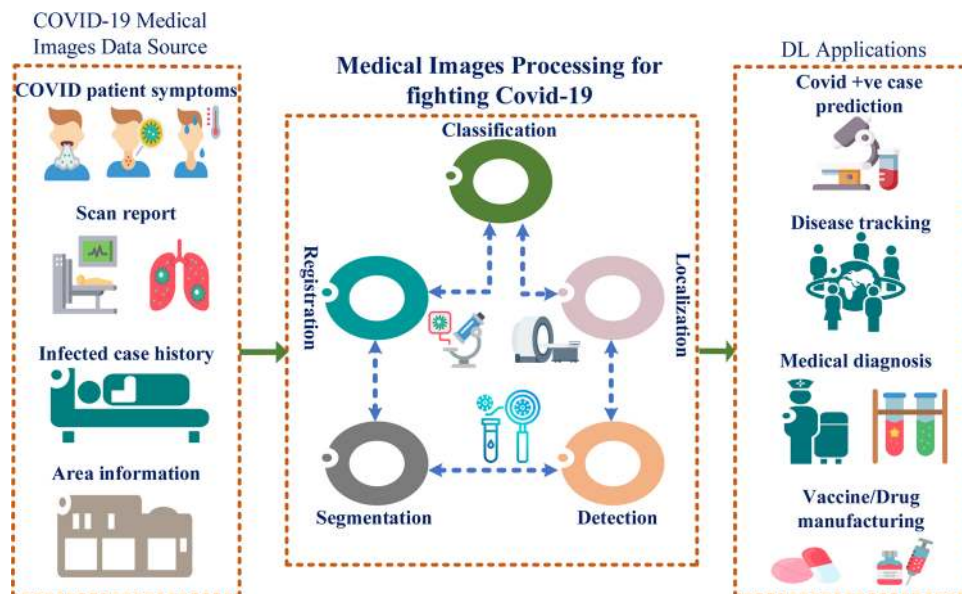 COVID-19 Medical
Images Data Source
COVID patient symptoms
Scan report
Infected case history
Area information
Medical Images Processing for
fighting Covid-19
Classification
Registration
Localization
Segmentation
Detection
DL Applications
Covid +ve case
prediction
Disease tracking
Medical diagnosis
Vaccine/Drug
manufacturing